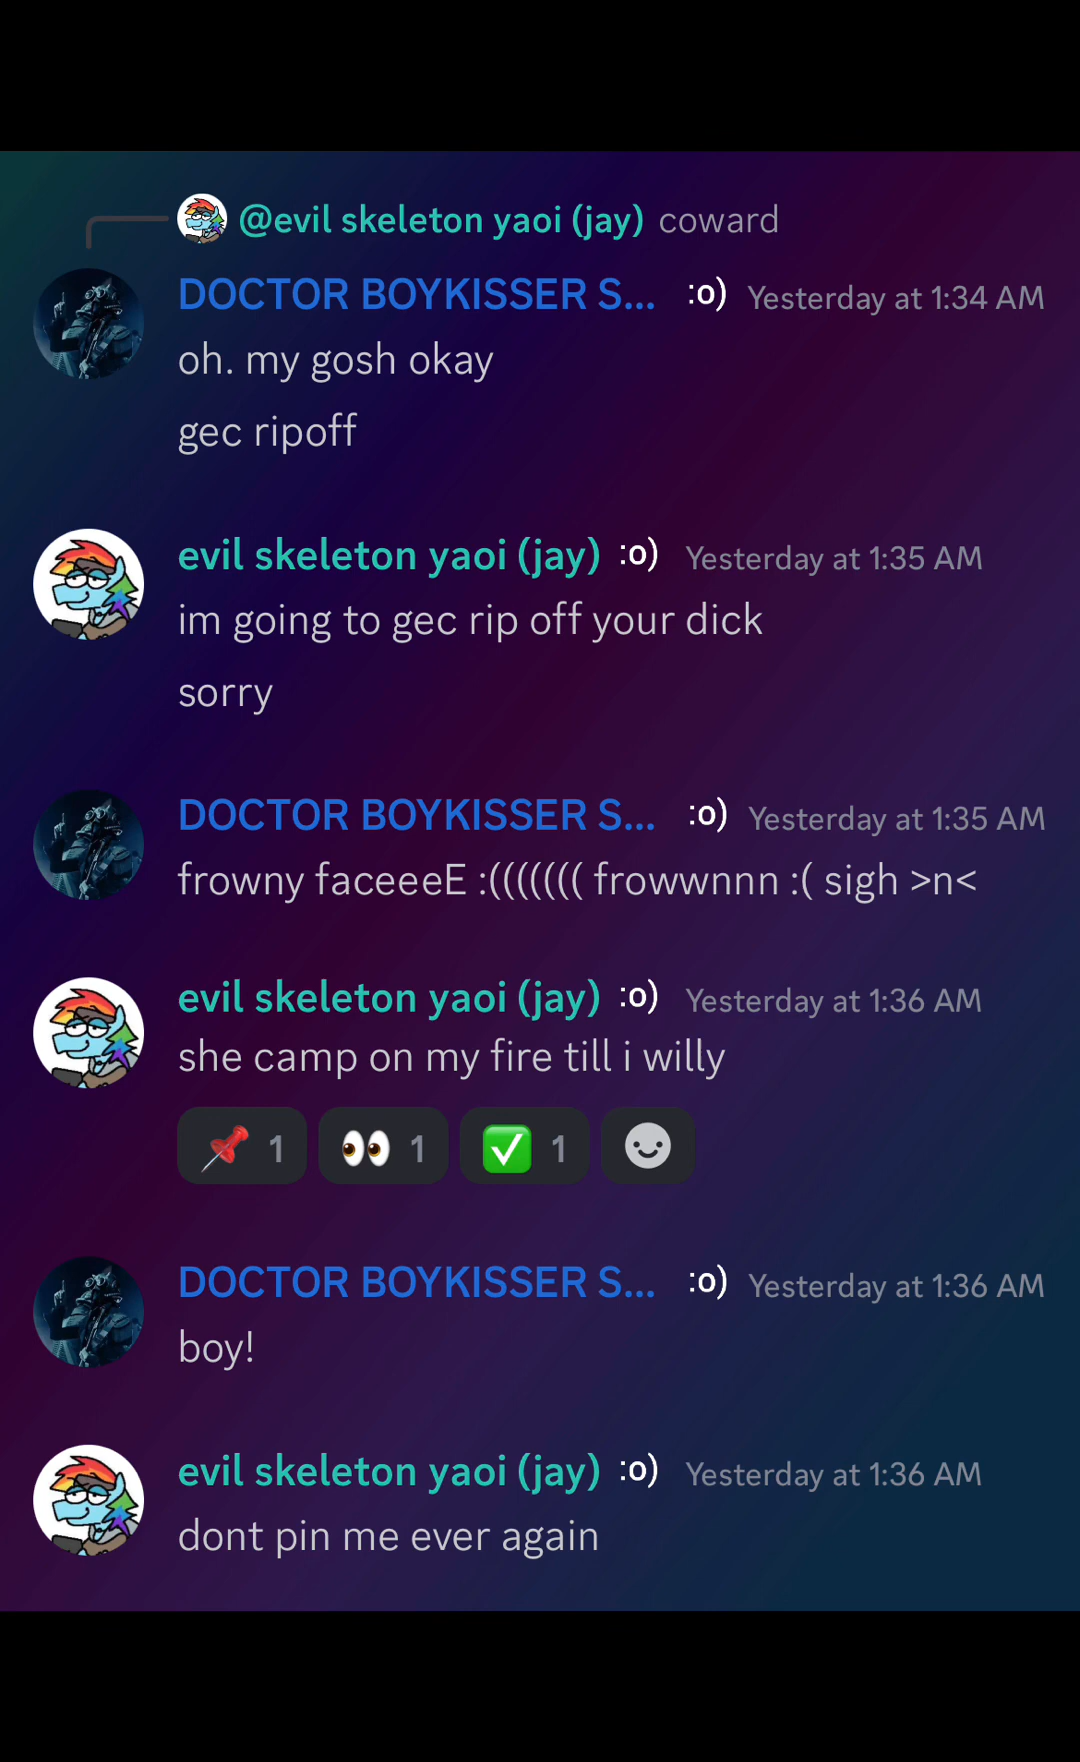 @evil skeleton yaoi (jay) coward
DOCTOR BOYKISSER S... :o) Yesterday at 1:34 AM
oh. my gosh okay
gec ripoff
evil skeleton yaoi (jay) :o) Yesterday at 1:35 AM
im going to gec rip off your dick
sorry
DOCTOR BOYKISSER S... :o) Yesterday at 1:35 AM
frowny faceeeE :((((((( frowwnnn :( sigh >n<
evil skeleton yaoi (jay) :o) Yesterday at 1:36 AM
she camp on my fire till i willy
📌 1 👀 1 ✅ 1
DOCTOR BOYKISSER S... :o) Yesterday at 1:36 AM
boy!
evil skeleton yaoi (jay) :o) Yesterday at 1:36 AM
dont pin me ever again